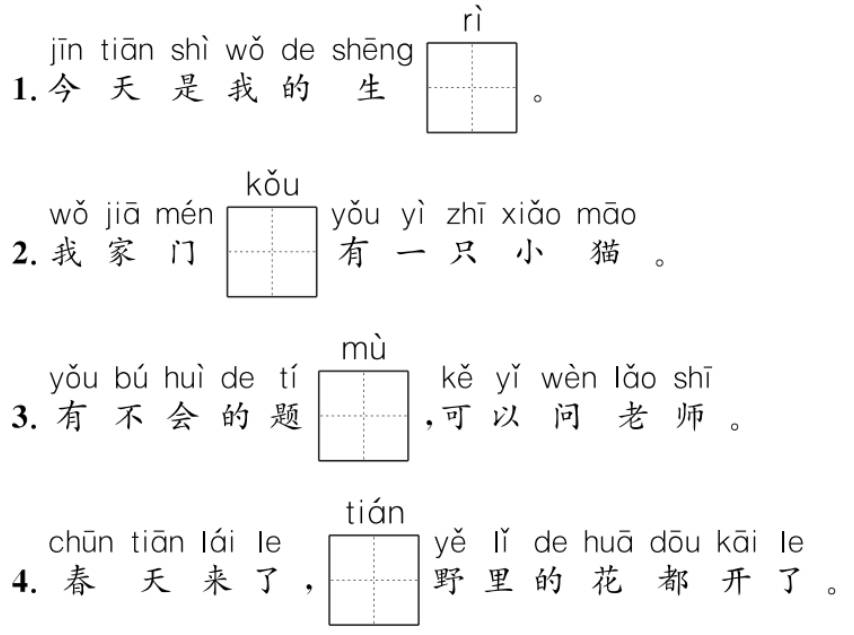 rì
jīn tiān shì wǒ de shēng
1. 今天是我的生 。
kǒu
wǒ jiā mén yǒu yì zhī xiǎo māo
2. 我家门 有一只小猫。
mù
yǒu bú huì de tí kě yǐ wèn lǎo shī
3. 有不会的题 ,可以问老师。
tián
chūn tiān lái le yě lǐ de huā dōu kāi le
4. 春天来了, 野里的花都开了。